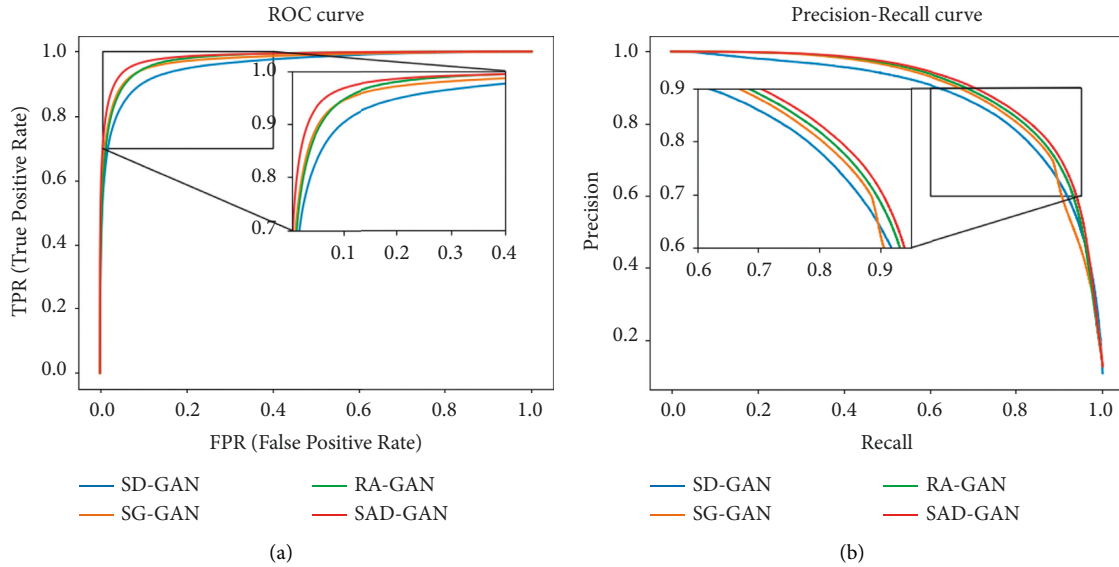 ROC curve
1.0
0.8
0.6
0.4
0.2
0.0
TPR (True Positive Rate)
1.0
0.9
0.8
0.7
0.1 0.2 0.3 0.4
0.0 0.2 0.4 0.6 0.8 1.0
FPR (False Positive Rate)
SD-GAN RA-GAN
SG-GAN SAD-GAN
(a)
Precision-Recall curve
1.0
0.8
0.6
0.4
0.2
Precision
0.9
0.8
0.7
0.6
0.6 0.7 0.8 0.9
0.0 0.2 0.4 0.6 0.8 1.0
Recall
SD-GAN RA-GAN
SG-GAN SAD-GAN
(b)